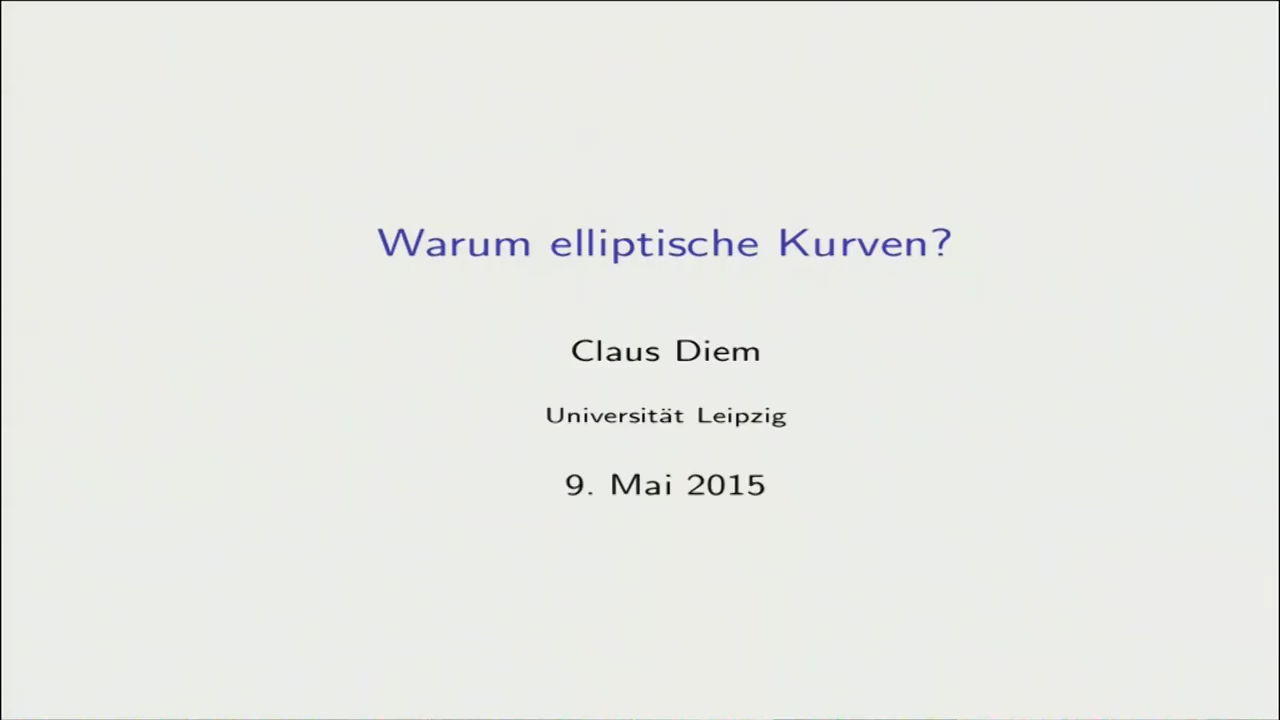 Warum elliptische Kurven?
Claus Diem
Universität Leipzig
9. Mai 2015